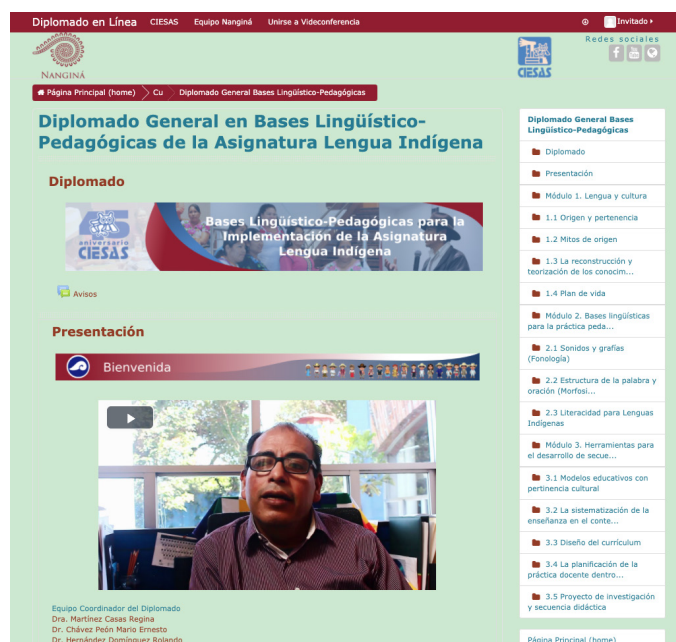 Diplomado en Línea CIESAS Equipo Nanginá Unirse a Videconferencia Invitado
Redes sociales
NANGINÁ
CIESAS
Página Principal (home) Cu Diplomado General Bases Lingüístico-Pedagógicas
Diplomado General en Bases Lingüístico-
Pedagógicas de la Asignatura Lengua Indígena
Diplomado
45
aniversario
CIESAS
Bases Lingüístico-Pedagógicas para la
Implementación de la Asignatura
Lengua Indígena
Avisos
Presentación
Bienvenida
Equipo Coordinador del Diplomado
Dra. Martínez Casas Regina
Dr. Chávez Peón Mario Ernesto
Dr. Hernández Domínguez Rolando
Diplomado General Bases
Lingüístico-Pedagógicas
Diplomado
Presentación
Módulo 1. Lengua y cultura
1.1 Origen y pertenencia
1.2 Mitos de origen
1.3 La reconstrucción y
teorización de los conocim...
1.4 Plan de vida
Módulo 2. Bases lingüísticas
para la práctica peda...
2.1 Sonidos y grafías
(Fonología)
2.2 Estructura de la palabra y
oración (Morfosi...
2.3 Literacidad para Lenguas
Indígenas
Módulo 3. Herramientas para
el desarrollo de secue...
3.1 Modelos educativos con
pertinencia cultural
3.2 La sistematización de la
enseñanza en el conte...
3.3 Diseño del currículum
3.4 La planificación de la
práctica docente dentro...
3.5 Proyecto de investigación
y secuencia didáctica
Página Principal (home)